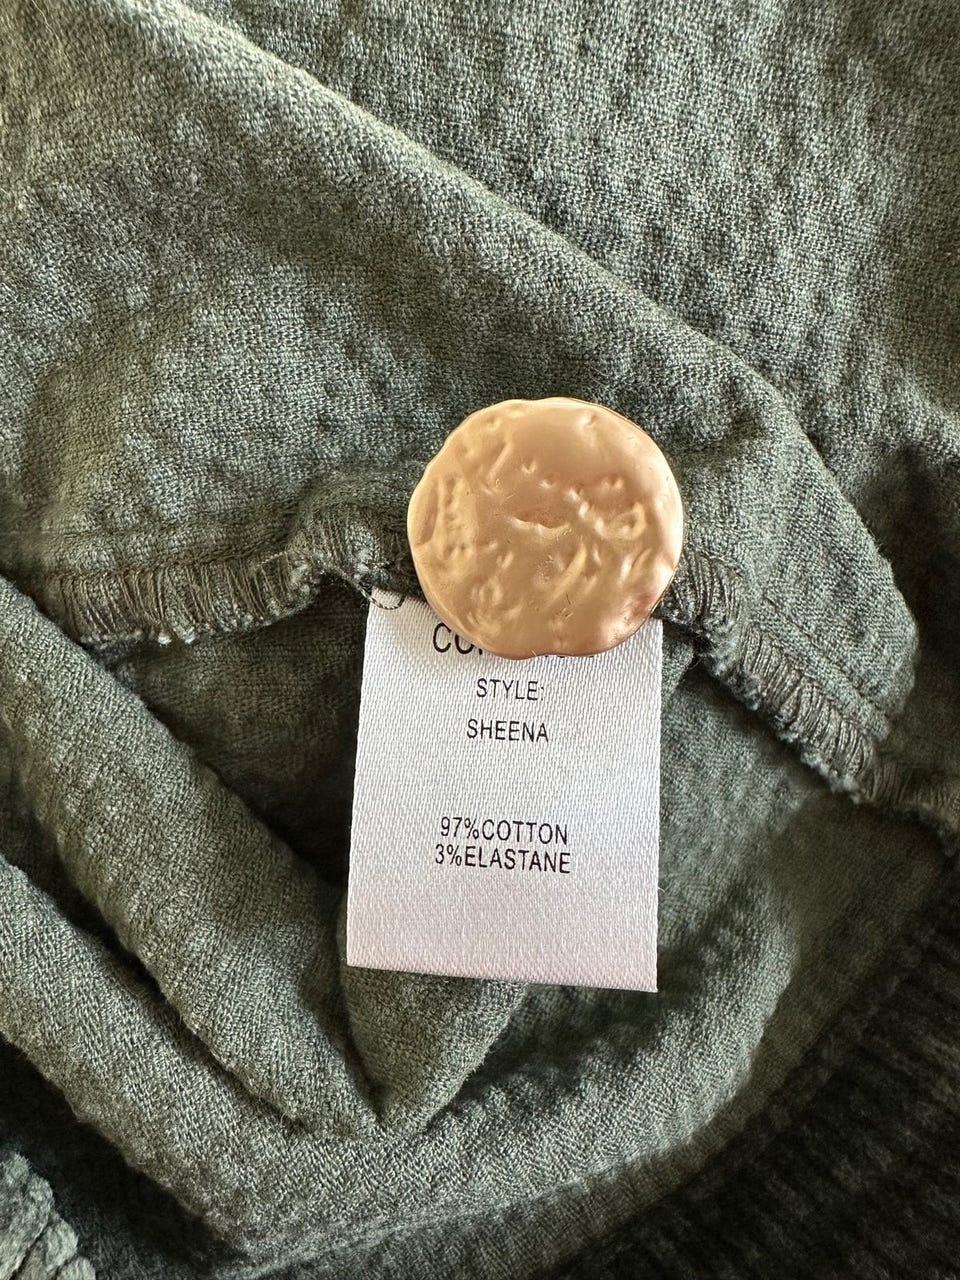 STYLE:
SHEENA
97%COTTON
3%ELASTANE